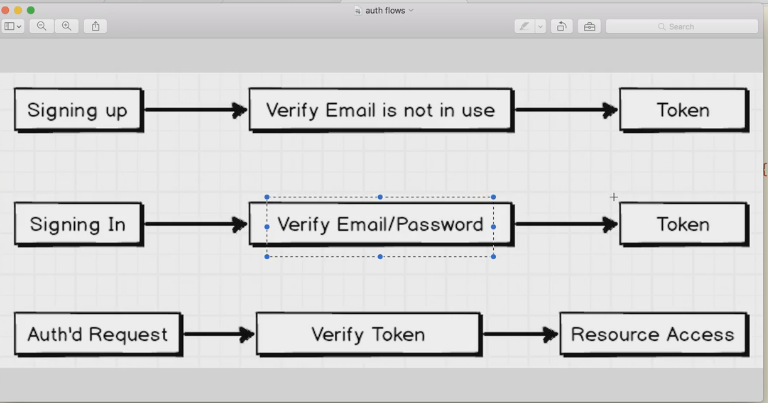 auth flows
Search
Signing up
Verify Email is not in use
Token
Signing In
Verify Email/Password
Token
Auth'd Request
Verify Token
Resource Access